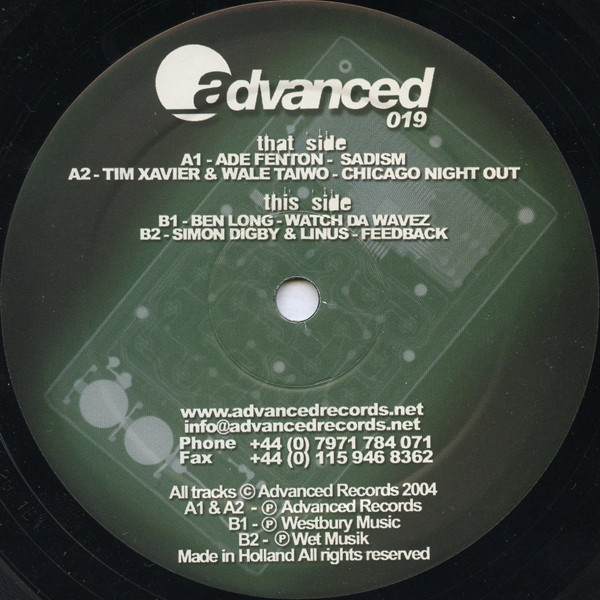 advanced
019
that side
A1 - ADE FENTON - SADISM
A2 - TIM XAVIER & WALE TAIWO - CHICAGO NIGHT OUT
this side
B1 - BEN LONG - WATCH DA WAVEZ
B2 - SIMON DIGBY & LINUS - FEEDBACK
www.advancedrecords.net
info@advancedrecords.net
Phone +44 (0) 7971 784 071
Fax +44 (0) 115 946 8362
All tracks © Advanced Records 2004
A1 & A2 - ℗ Advanced Records
B1 - ℗ Westbury Music
B2 - ℗ Wet Musik
Made in Holland All rights reserved